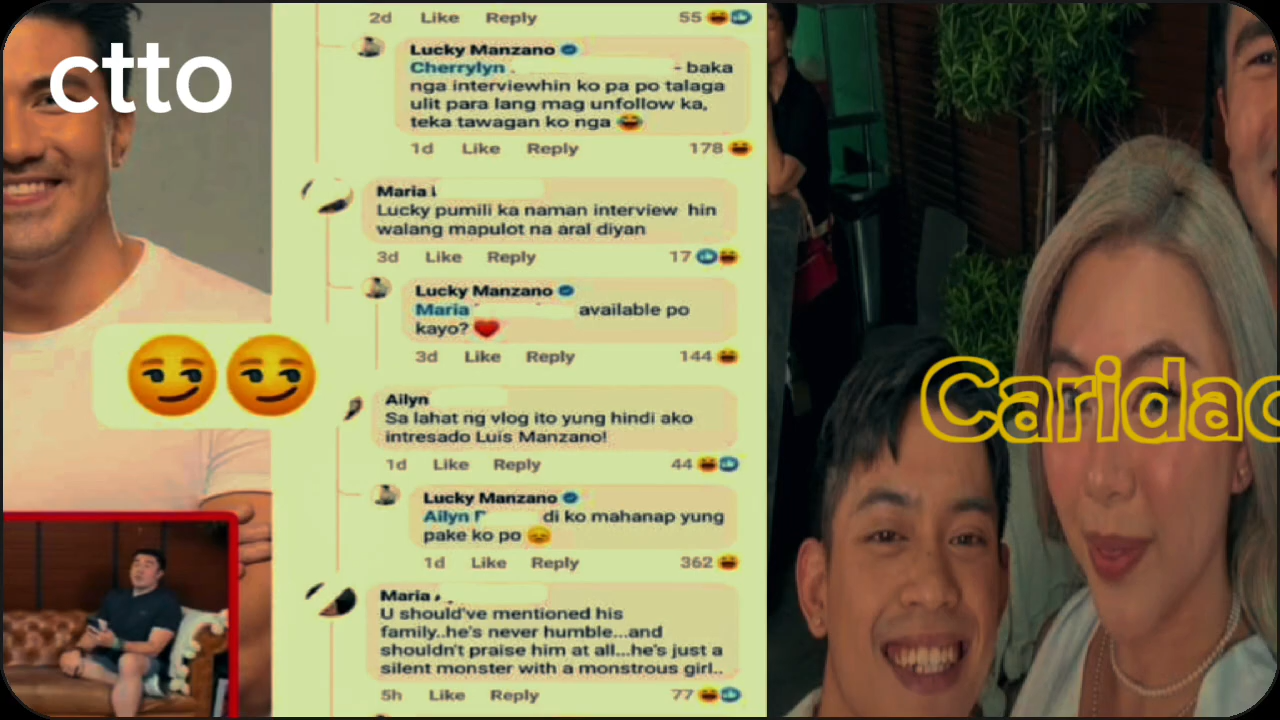 ctto
2d Like Reply 55
Lucky Manzano
Cherrylyn - baka
nga interviewhin ko pa po talaga
ulit para lang mag unfollow ka,
teka tawagan ko nga
1d Like Reply 178
Maria
Lucky pumili ka naman interview hin
walang mapulot na aral diyan
3d Like Reply 17
Lucky Manzano
Maria available po
kayo?
3d Like Reply 144
Ailyn
Sa lahat ng vlog ito yung hindi ako
intresado Luis Manzano!
1d Like Reply 44
Lucky Manzano
Ailyn di ko mahanap yung
pake ko po
1d Like Reply 362
Maria
U should've mentioned his
family..he's never humble...and
shouldn't praise him at all...he's just a
silent monster with a monstrous girl..
5h Like Reply 77
Caridad